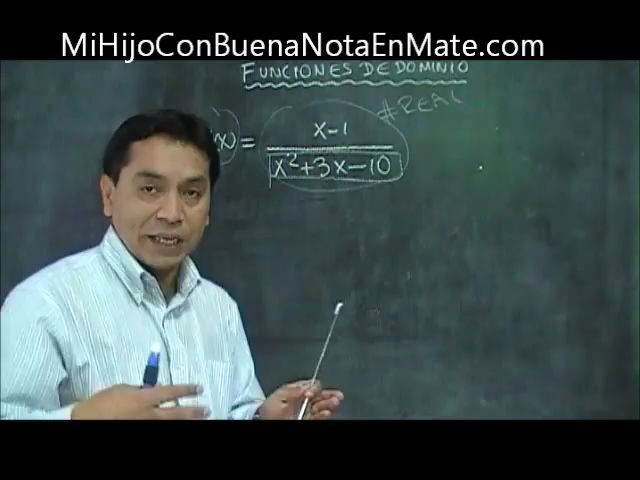 MiHijoConBuenaNotaEnMate.com
FUNCIONES DE DOMINIO
#REAL
x-1
(x) =
x²+3x-10